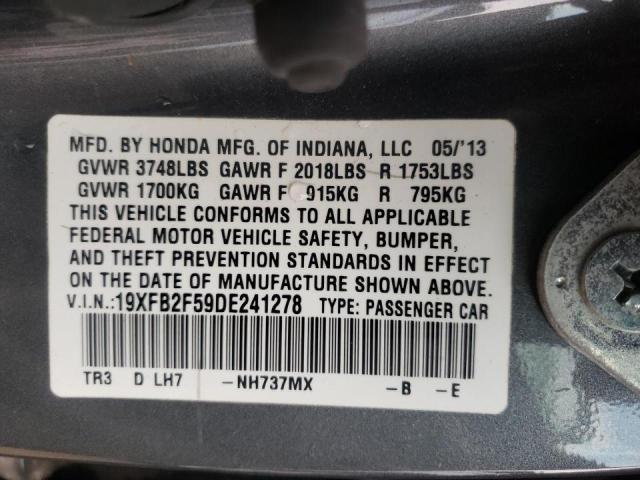 MFD. BY HONDA MFG. OF INDIANA, LLC 05/'13
GVWR 3748LBS GAWR F 2018LBS R 1753LBS
GVWR 1700KG GAWR F 915KG R 795KG
THIS VEHICLE CONFORMS TO ALL APPLICABLE
FEDERAL MOTOR VEHICLE SAFETY, BUMPER,
AND THEFT PREVENTION STANDARDS IN EFFECT
ON THE DATE OF MANUFACTURE SHOWN ABOVE.
V.I.N.:19XFB2F59DE241278 TYPE: PASSENGER CAR
TR3 D LH7 -NH737MX -B -E